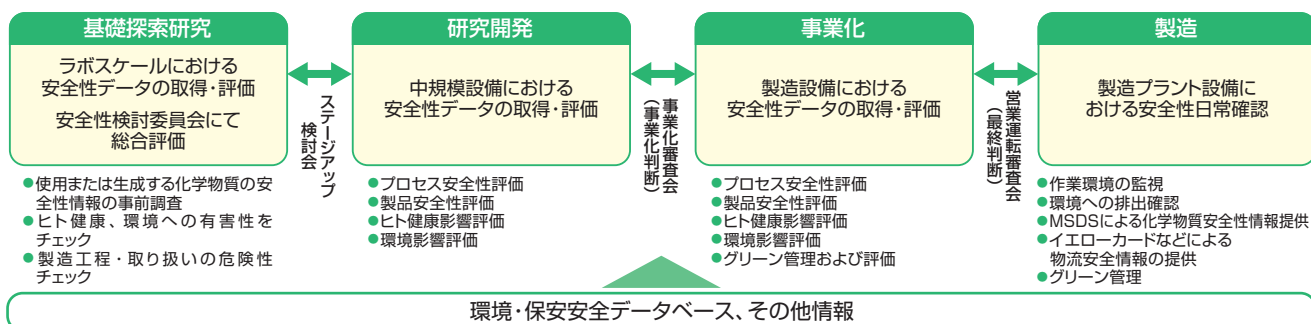 基礎探索研究
ラボスケールにおける
安全性データの取得・評価
安全性検討委員会にて
総合評価
●使用または生成する化学物質の安
全性情報の事前調査
●ヒト健康、環境への有害性を
チェック
●製造工程・取り扱いの危険性
チェック
ステージアップ
検討会
研究開発
中規模設備における
安全性データの取得・評価
●プロセス安全性評価
●製品安全性評価
●ヒト健康影響評価
●環境影響評価
事業化審査会
（事業化判断）
事業化
製造設備における
安全性データの取得・評価
●プロセス安全性評価
●製品安全性評価
●ヒト健康影響評価
●環境影響評価
●グリーン管理および評価
営業運転審査会
（最終判断）
製造
製造プラント設備に
おける安全性日常確認
●作業環境の監視
●環境への排出確認
●MSDSによる化学物質安全性情報提供
●イエローカードなどによる
物流安全情報の提供
●グリーン管理
環境・保安安全データベース、その他情報